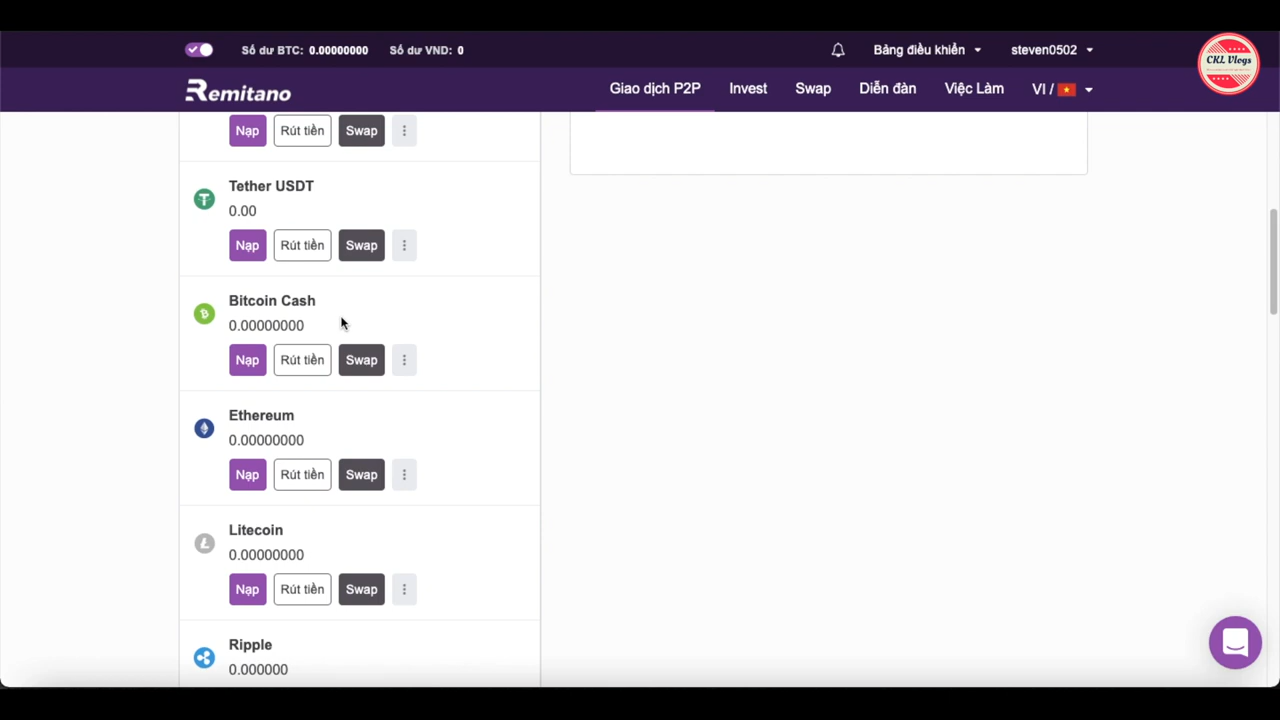 Số dư BTC: 0.00000000 Số dư VND: 0 Bảng điều khiển steven0502
CKL Vlogs
Remitano Giao dịch P2P Invest Swap Diễn đàn Việc Làm VI /
Nạp Rút tiền Swap
Tether USDT
0.00
Nạp Rút tiền Swap
Bitcoin Cash
0.00000000
Nạp Rút tiền Swap
Ethereum
0.00000000
Nạp Rút tiền Swap
Litecoin
0.00000000
Nạp Rút tiền Swap
Ripple
0.000000